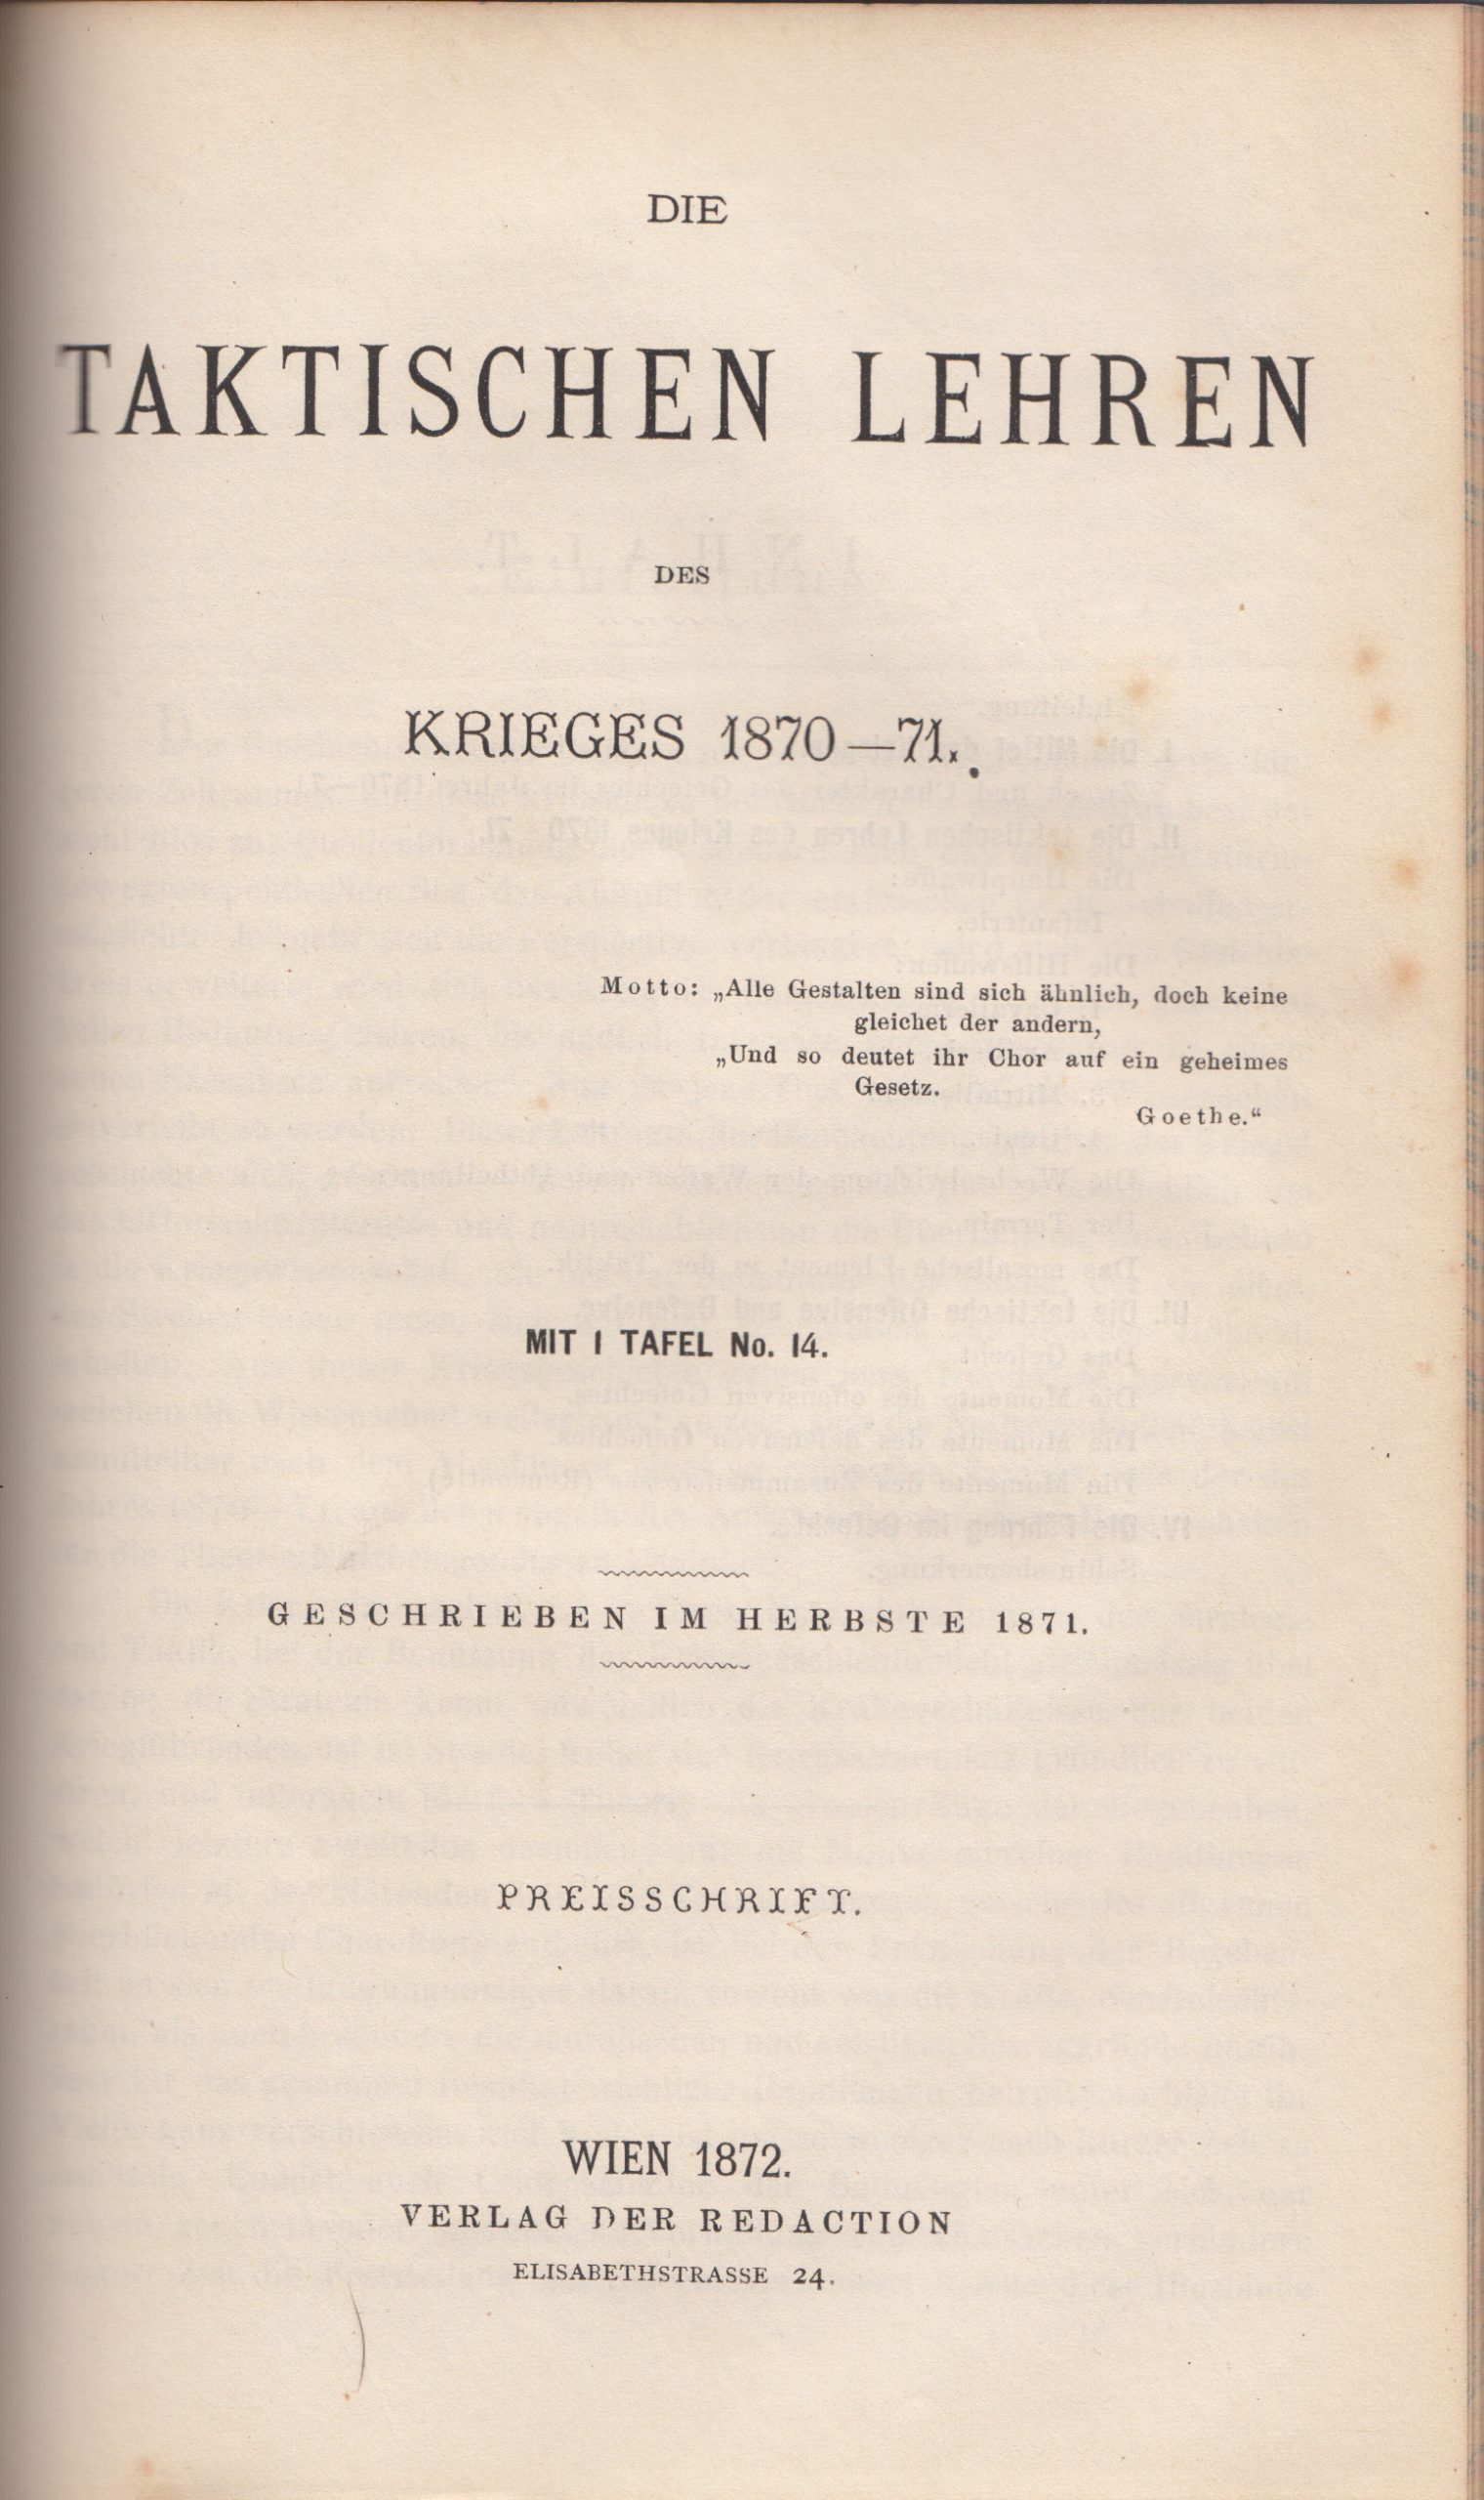 DIE
TAKTISCHEN LEHREN
DES
KRIEGES 1870—71.
Motto: „Alle Gestalten sind sich ähnlich, doch keine
gleichet der andern,
„Und so deutet ihr Chor auf ein geheimes
Gesetz.
Goethe.“
MIT 1 TAFEL No. 14.
GESCHRIEBEN IM HERBSTE 1871.
PREISSCHRIFT.
WIEN 1872.
VERLAG DER REDACTION
ELISABETHSTRASSE 24.